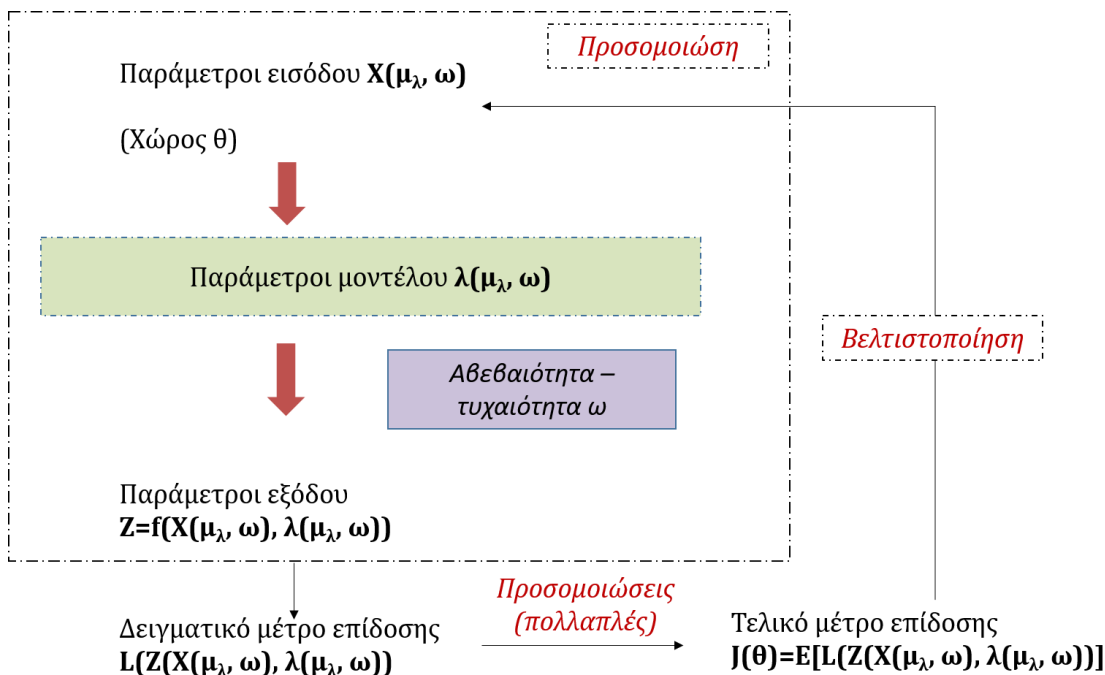 Προσομοίωση
Παράμετροι εισόδου X(μλ, ω)
(Χώρος θ)
Παράμετροι μοντέλου λ(μλ, ω)
Βελτιστοποίηση
Αβεβαιότητα –
τυχαιότητα ω
Παράμετροι εξόδου
Z=f(X(μλ, ω), λ(μλ, ω))
Προσομοιώσεις
(πολλαπλές)
Δειγματικό μέτρο επίδοσης
L(Z(X(μλ, ω), λ(μλ, ω))
Τελικό μέτρο επίδοσης
J(θ)=E[L(Z(X(μλ, ω), λ(μλ, ω))]